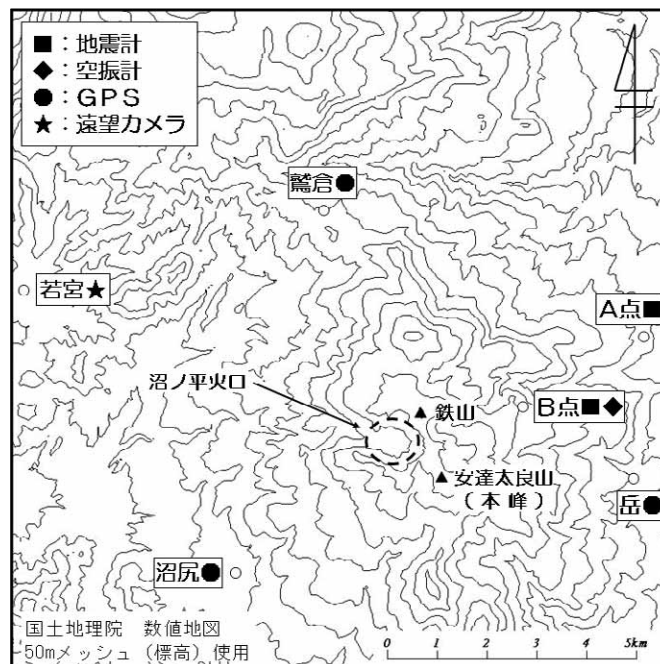 ■：地震計
◆：空振計
●：ＧＰＳ
★：遠望カメラ
鷲倉●
若宮★
Ａ点■
沼ノ平火口
▲鉄山
Ｂ点■◆
▲安達太良山
（本峰）
岳●
沼尻●
国土地理院　数値地図
50mメッシュ（標高）使用
0 1 2 3 4 5km